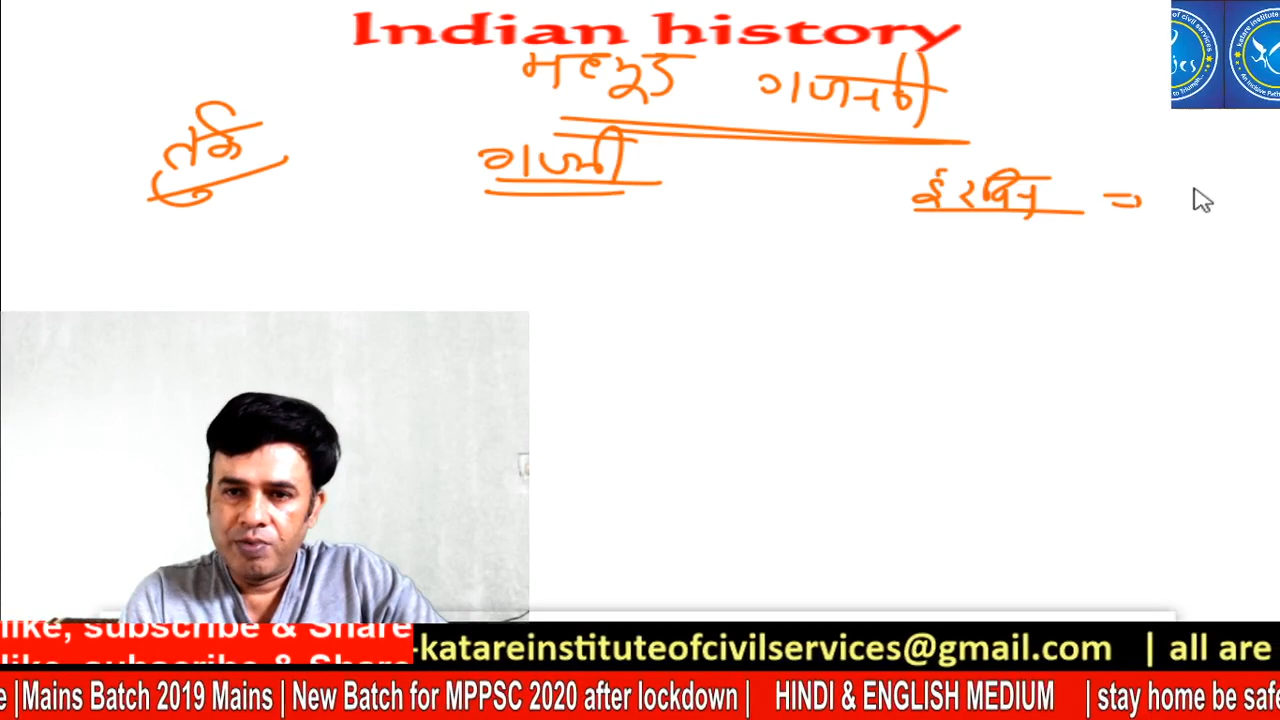 Indian history
महमूद गजनवी
तुर्क
गजनी
इरविन =
like, subscribe & Share
-katareinstituteofcivilservices@gmail.com | all are
e |Mains Batch 2019 Mains | New Batch for MPPSC 2020 after lockdown | HINDI & ENGLISH MEDIUM | stay home be safe